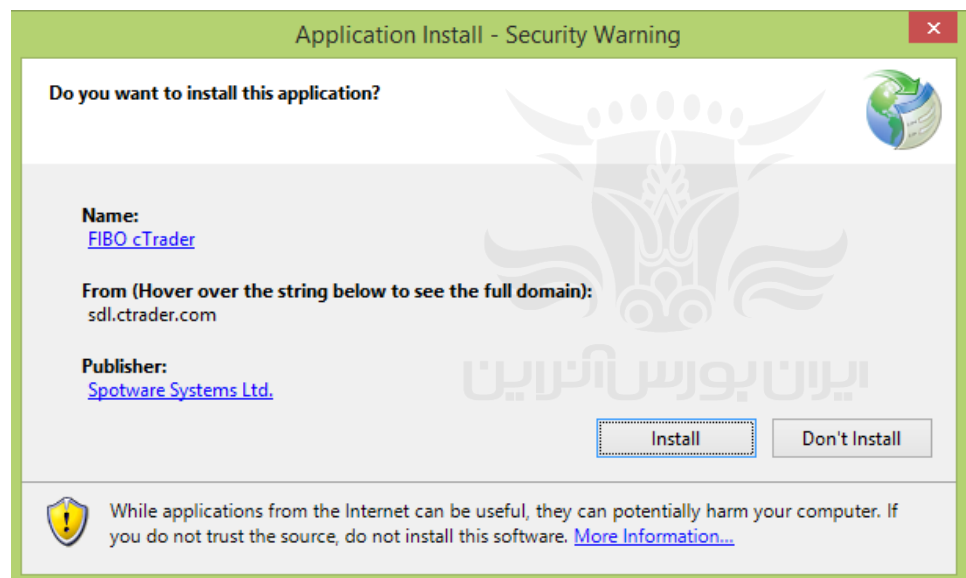 Application Install - Security Warning
Do you want to install this application?
Name:
FIBO cTrader
From (Hover over the string below to see the full domain):
sdl.ctrader.com
Publisher:
Spotware Systems Ltd.
ایران بورس آنلاین
Install
Don't Install
While applications from the Internet can be useful, they can potentially harm your computer. If
you do not trust the source, do not install this software. More Information...